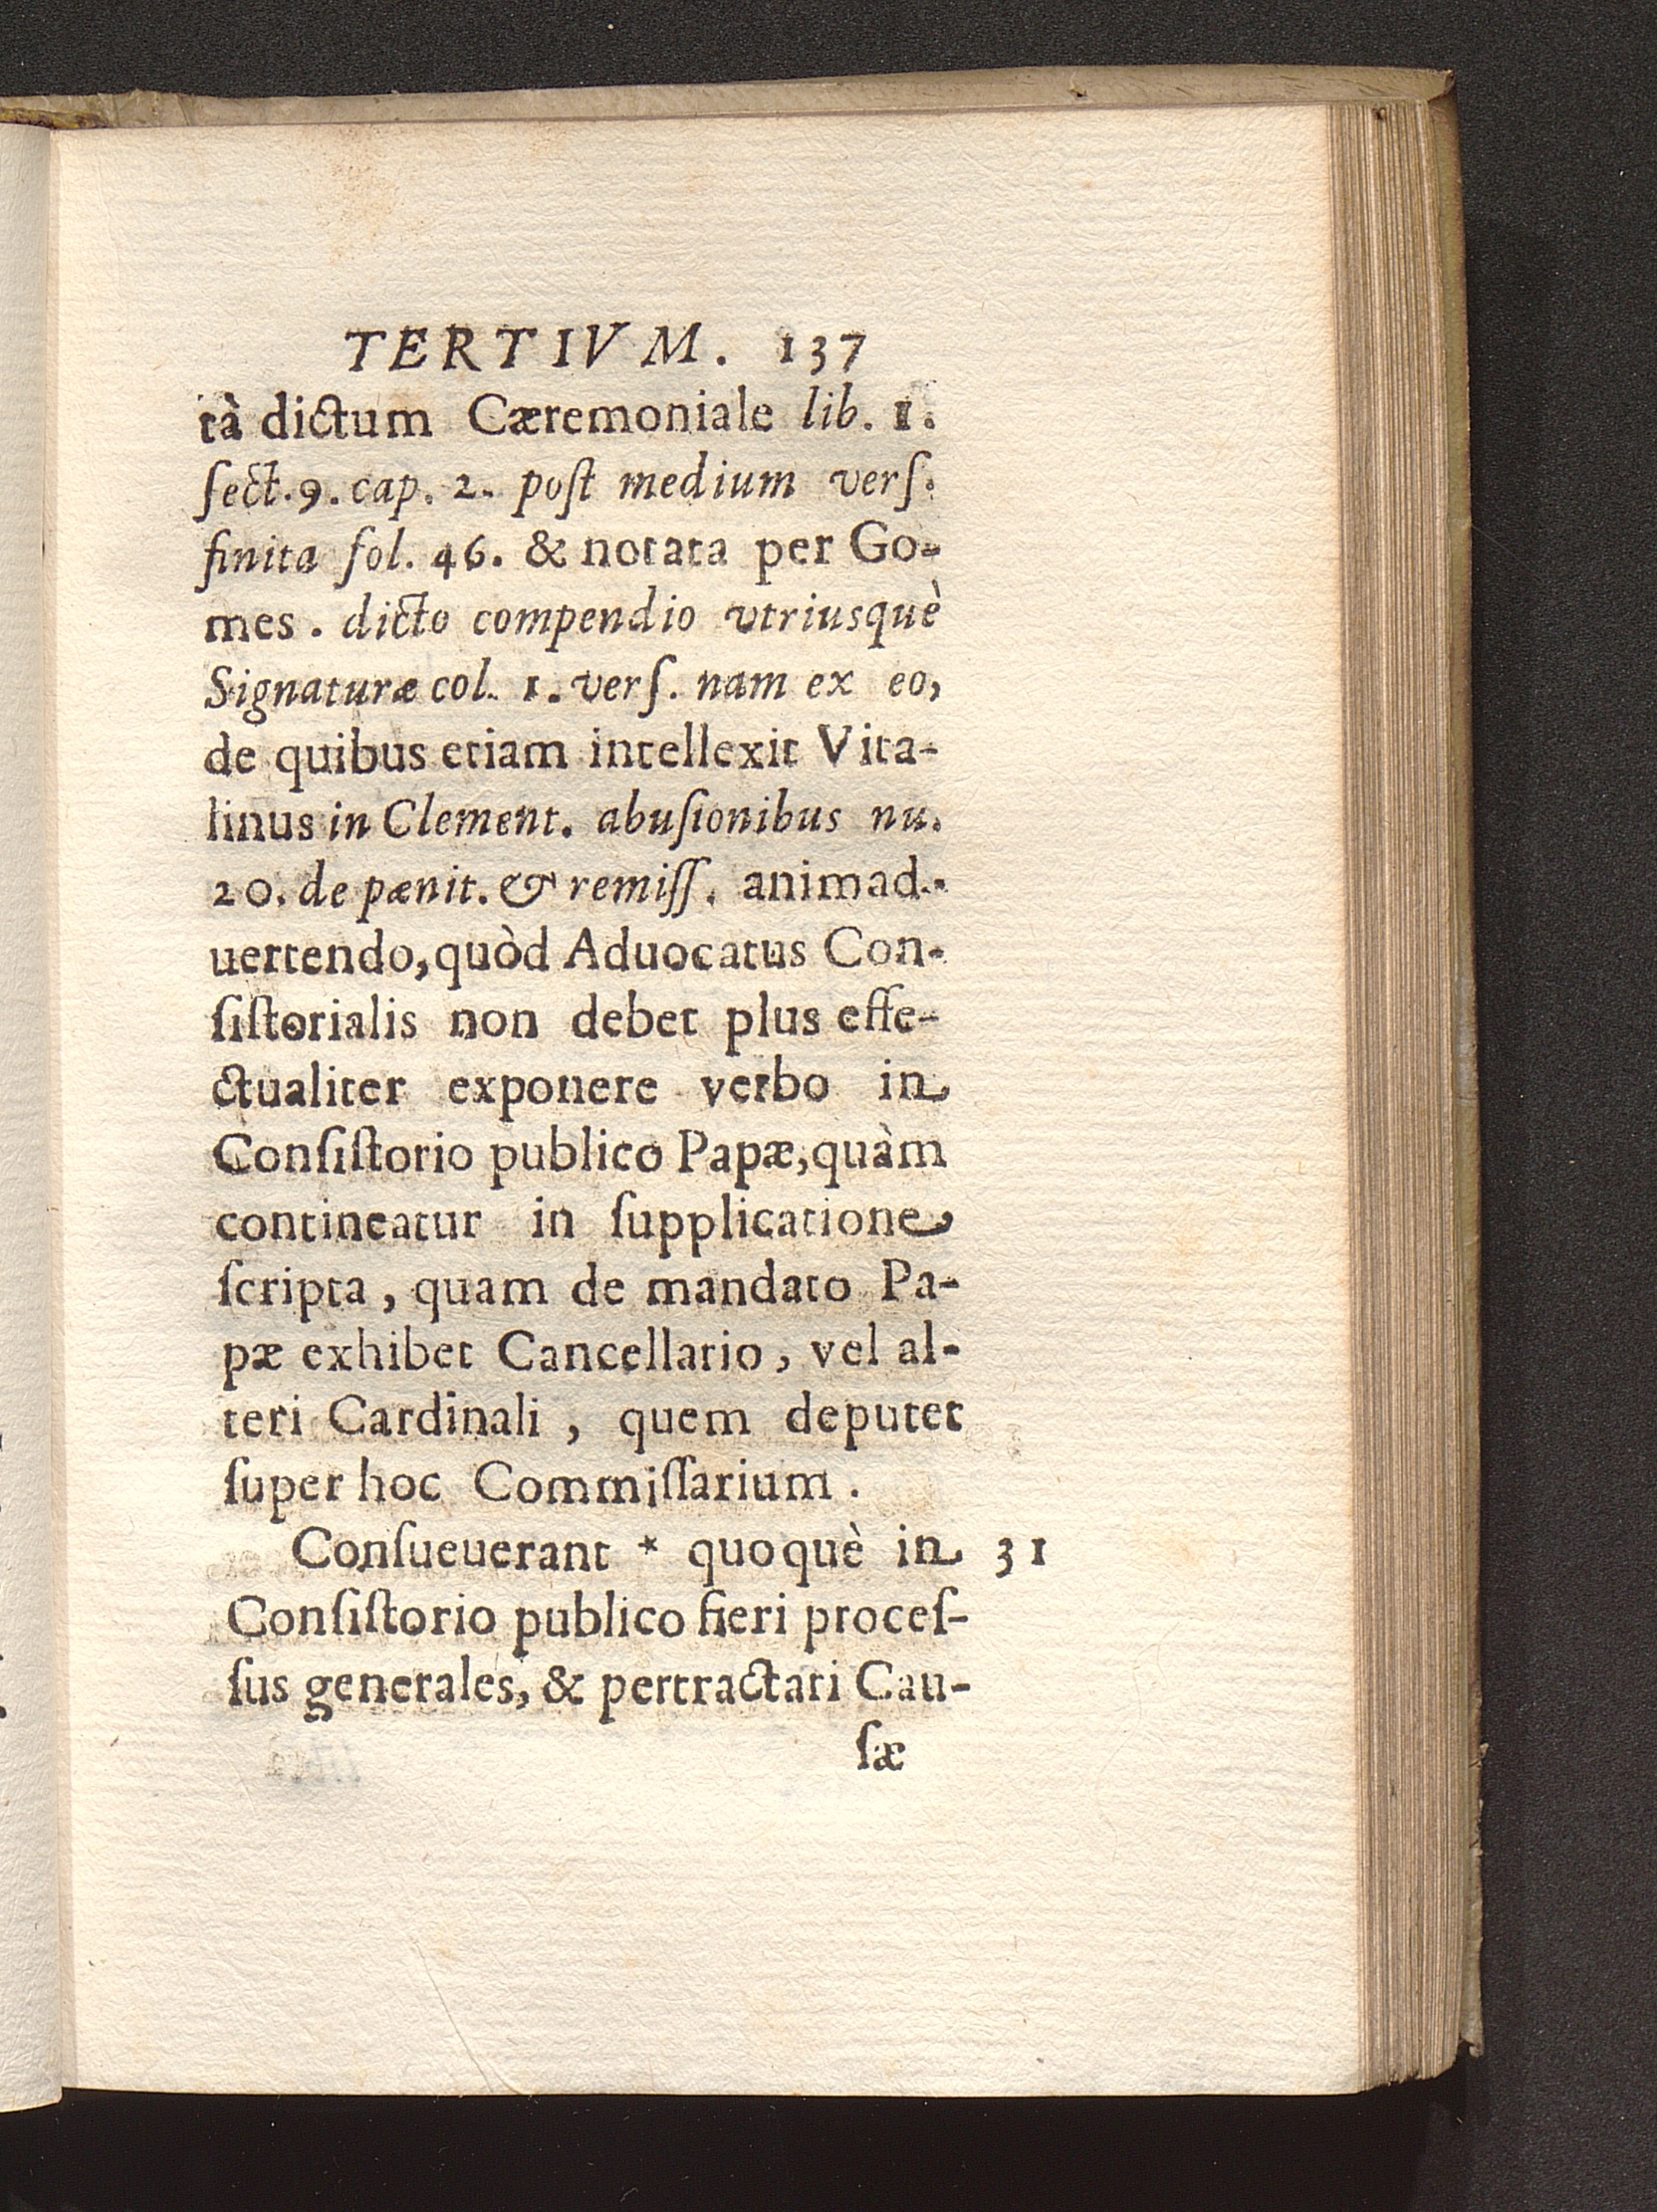 TERTIVM. 137
tà dictum Cæremoniale lib. 1.
ſect. 9. cap. 2. poſt medium verſ.
finita fol. 46. & notata per Go-
mes. dicto compendio vtriusquè
Signaturæ col. 1. verſ. nam ex eo,
de quibus etiam intellexit Vita-
linus in Clement. abuſionibus nu.
20. de pænit. & remiſſ. animad-
uertendo, quòd Aduocatus Con-
ſiſtorialis non debet plus effe-
ctualiter exponere verbo in
Conſiſtorio publico Papæ, quàm
contineatur in ſupplicatione
ſcripta, quam de mandato Pa-
pæ exhibet Cancellario, vel al-
teri Cardinali, quem deputet
ſuper hoc Commiſſarium.
Conſueuerant * quoquè in 31
Conſiſtorio publico fieri proceſ-
ſus generales, & pertractari Cau-
ſæ